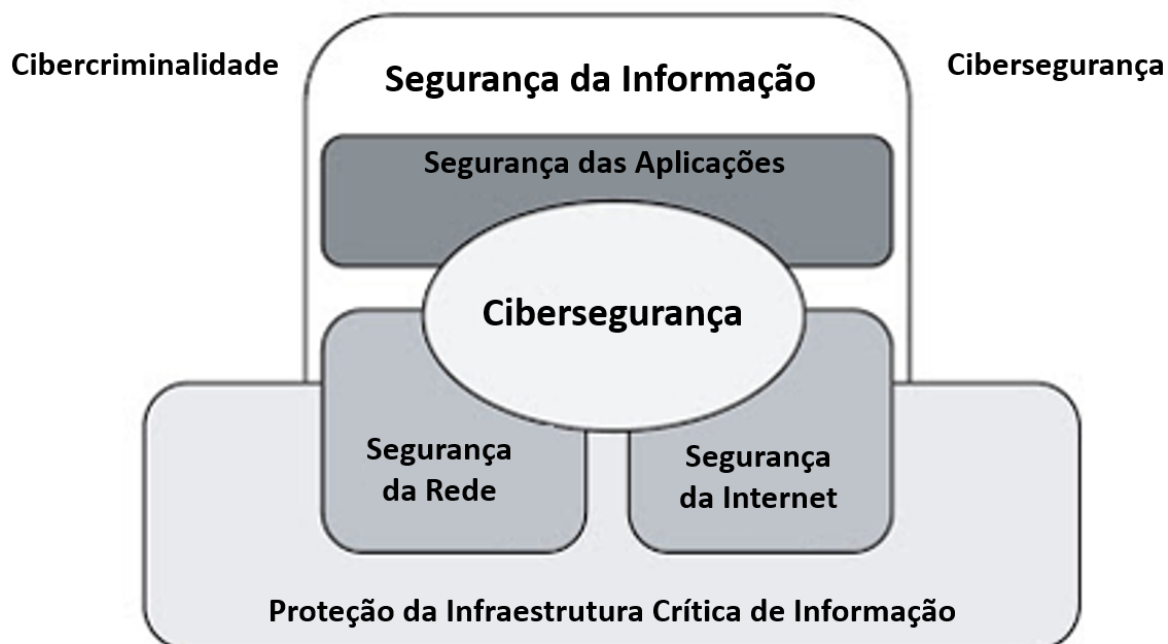 Cibercriminalidade
Segurança da Informação
Cibersegurança
Segurança das Aplicações
Cibersegurança
Segurança
da Rede
Segurança
da Internet
Proteção da Infraestrutura Crítica de Informação